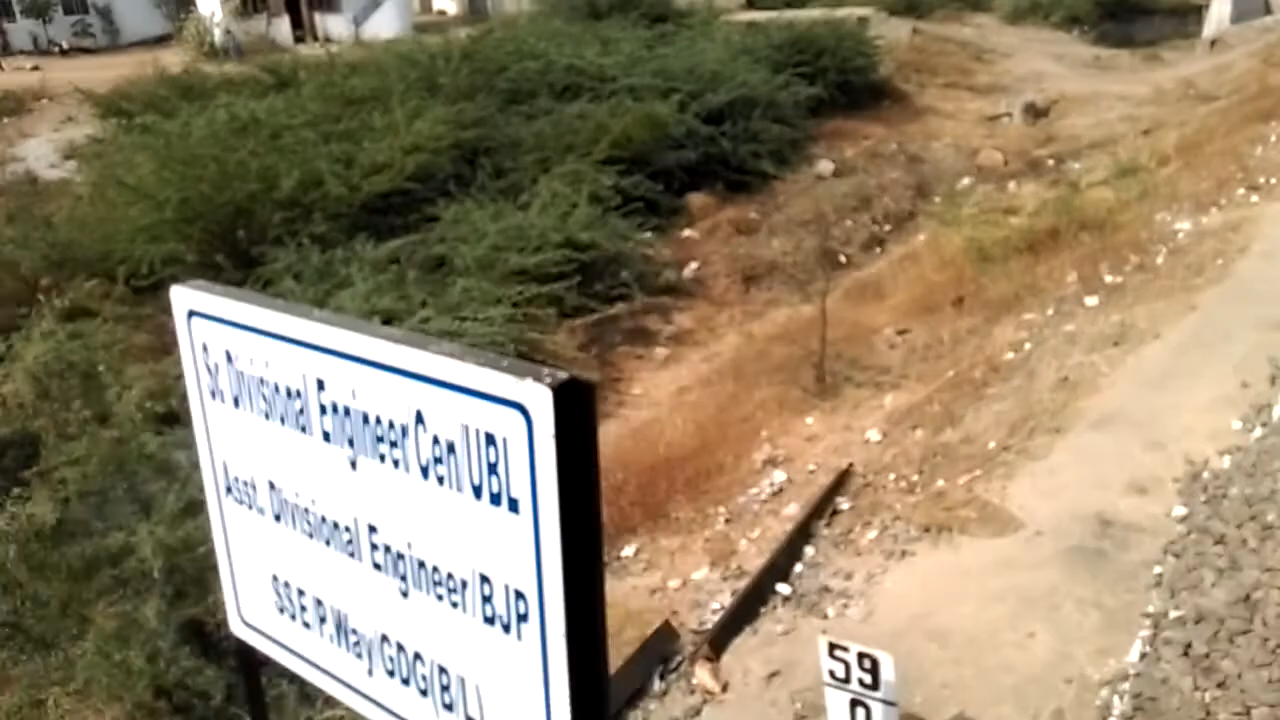 Sr. Divisional Engineer/Cen/UBL
Asst. Divisional Engineer/BJP
SSE/P.Way/GDG(B/L)
59